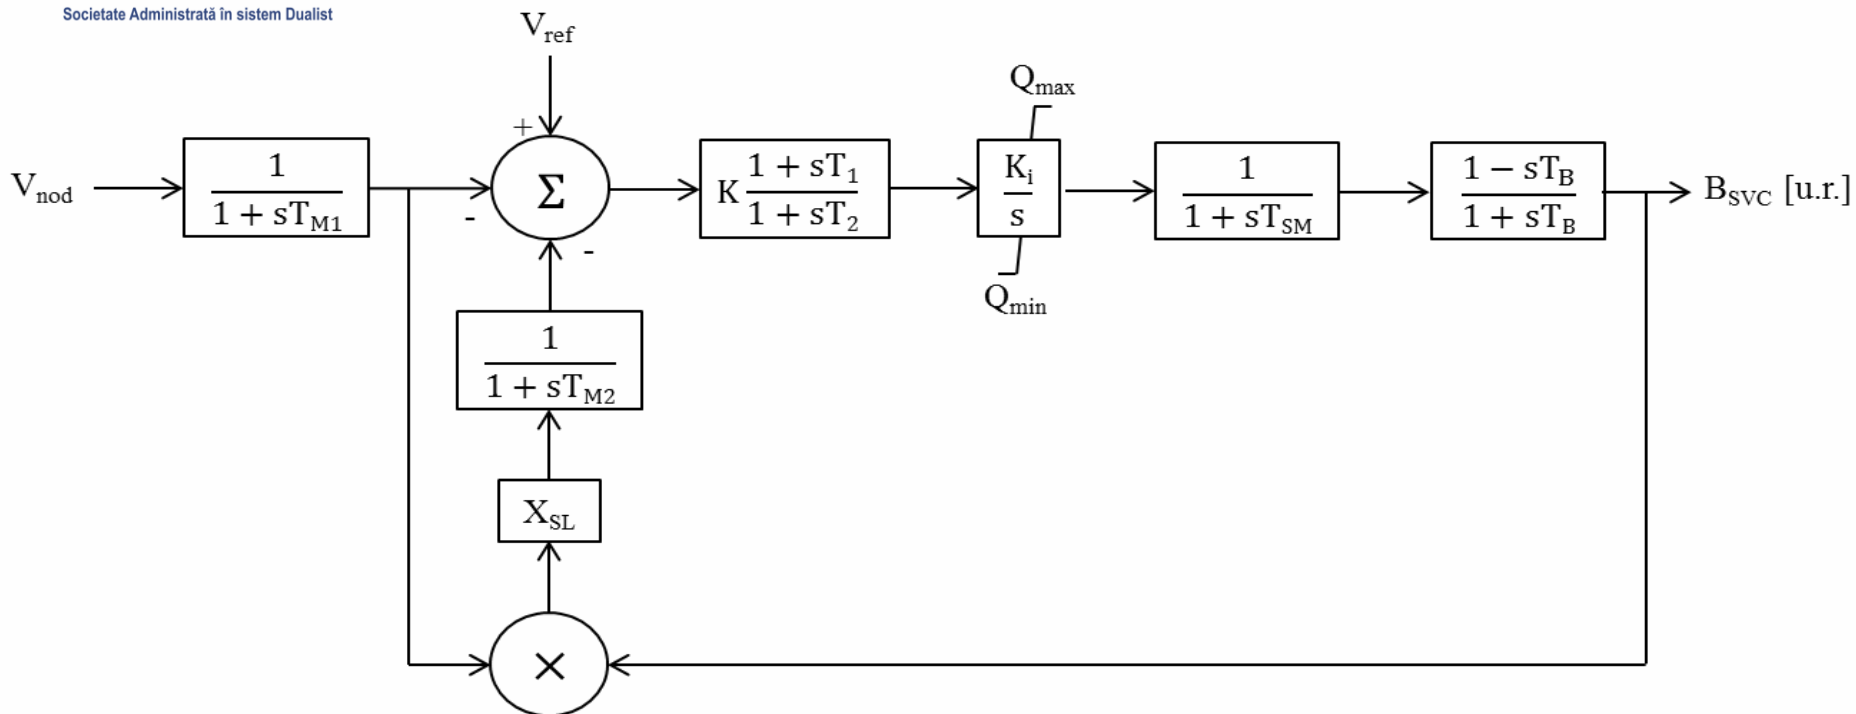 Societate Administrată în sistem Dualist
V_ref
Q_max
+
V_nod
1
1 + sT_M1
-
Σ
K
1 + sT_1
1 + sT_2
K_i
s
1
1 + sT_SM
1 − sT_B
1 + sT_B
B_SVC [u.r.]
-
Q_min
1
1 + sT_M2
X_SL
×